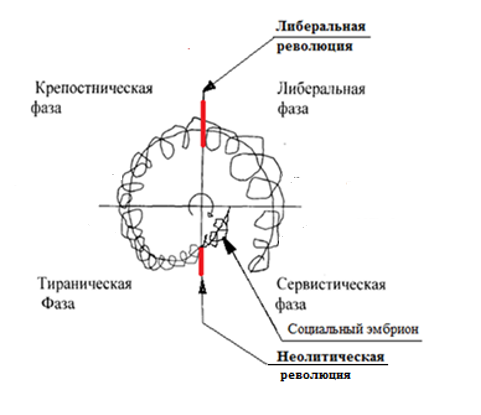 Либеральная
революция
Крепостническая
фаза
Либеральная
фаза
Тираническая
Фаза
Сервистическая
фаза
Социальный эмбрион
Неолитическая
революция